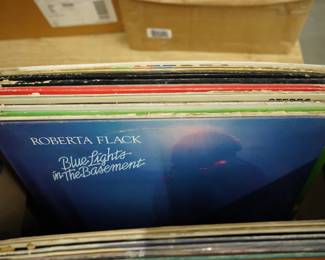 ROBERTA FLACK
Blue Lights
in The Basement